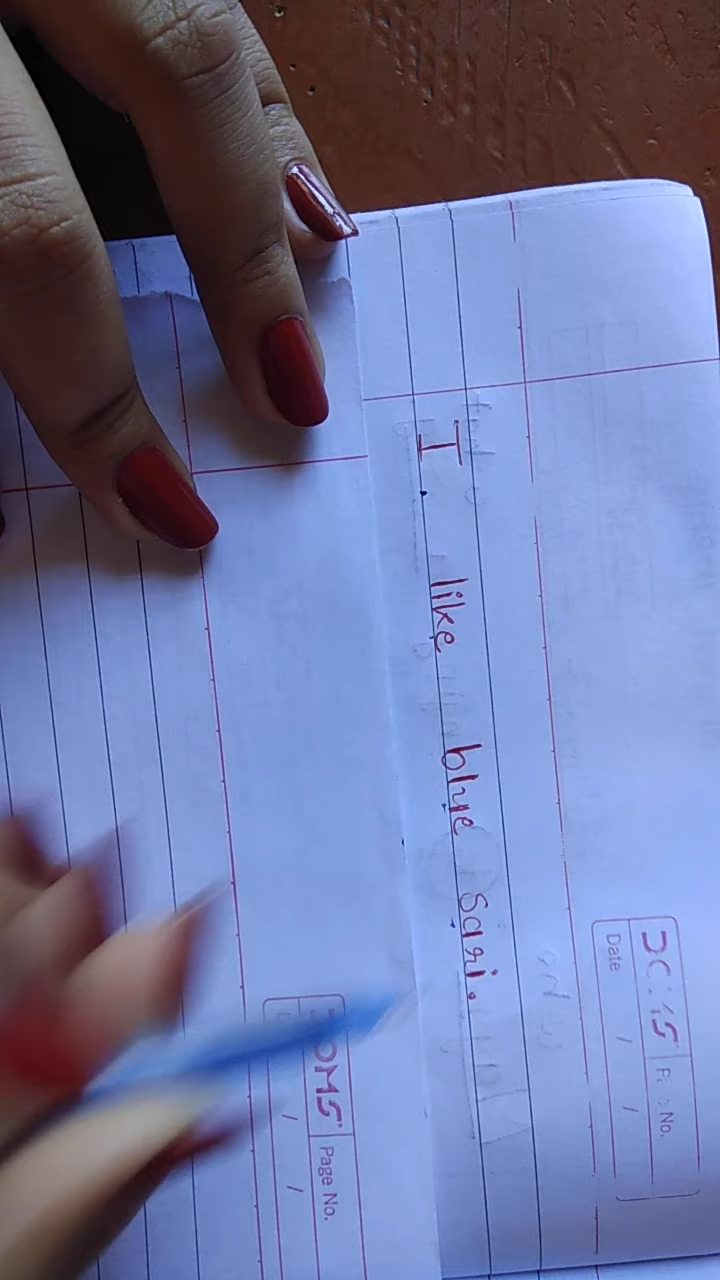 Page No.
Date / /
I like blue sari.
DOMS Page No.
/ /